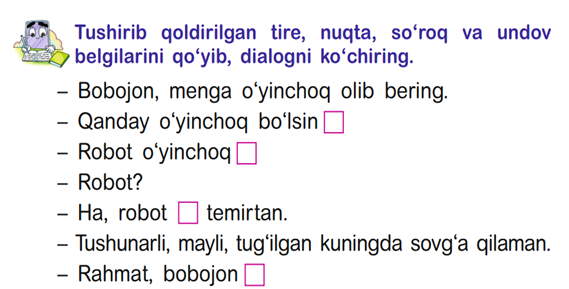 Tushirib qoldirilgan tire, nuqta, so‘roq va undov
belgilarini qo‘yib, dialogni ko‘chiring.
– Bobojon, menga o‘yinchoq olib bering.
– Qanday o‘yinchoq bo‘lsin □
– Robot o‘yinchoq □
– Robot?
– Ha, robot □ temirtan.
– Tushunarli, mayli, tug‘ilgan kuningda sovg‘a qilaman.
– Rahmat, bobojon □